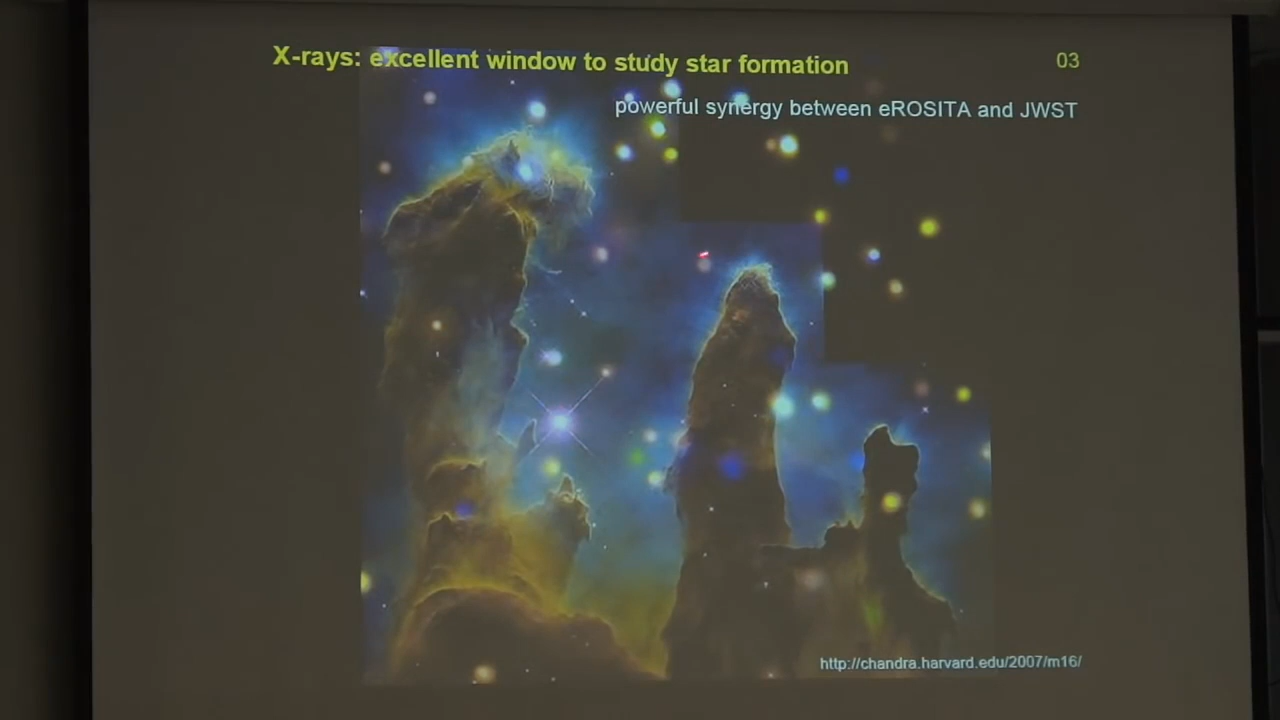 X-rays: excellent window to study star formation
03
powerful synergy between eROSITA and JWST
http://chandra.harvard.edu/2007/m16/